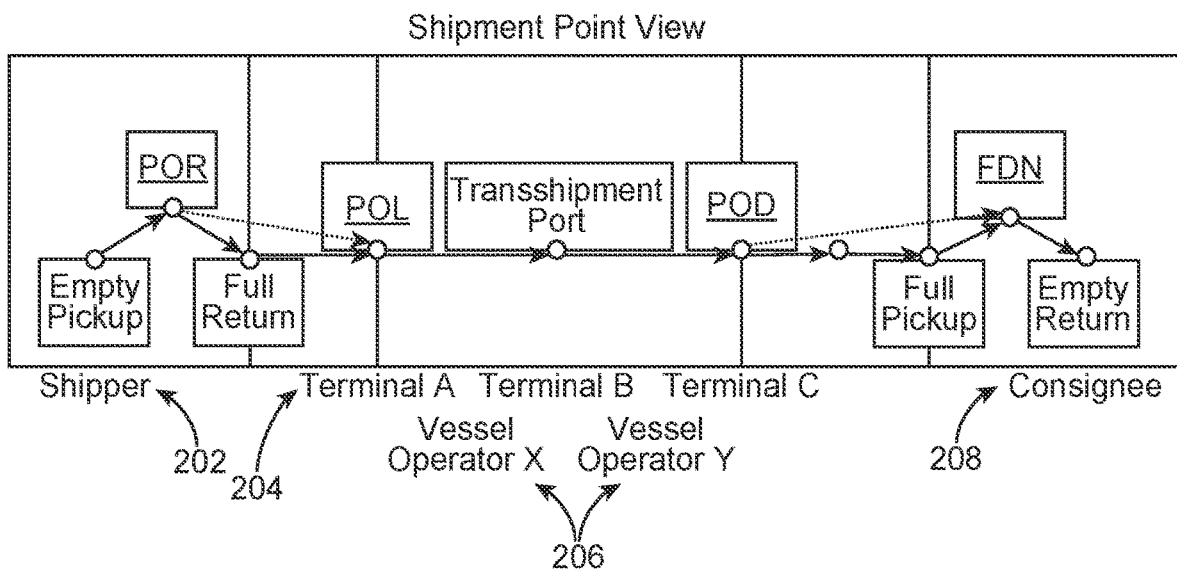 Shipment Point View
POR
POL
Transshipment
Port
POD
FDN
Empty
Pickup
Full
Return
Full
Pickup
Empty
Return
Shipper
Terminal A
Terminal B
Terminal C
Consignee
Vessel
Operator X
Vessel
Operator Y
202
204
206
208